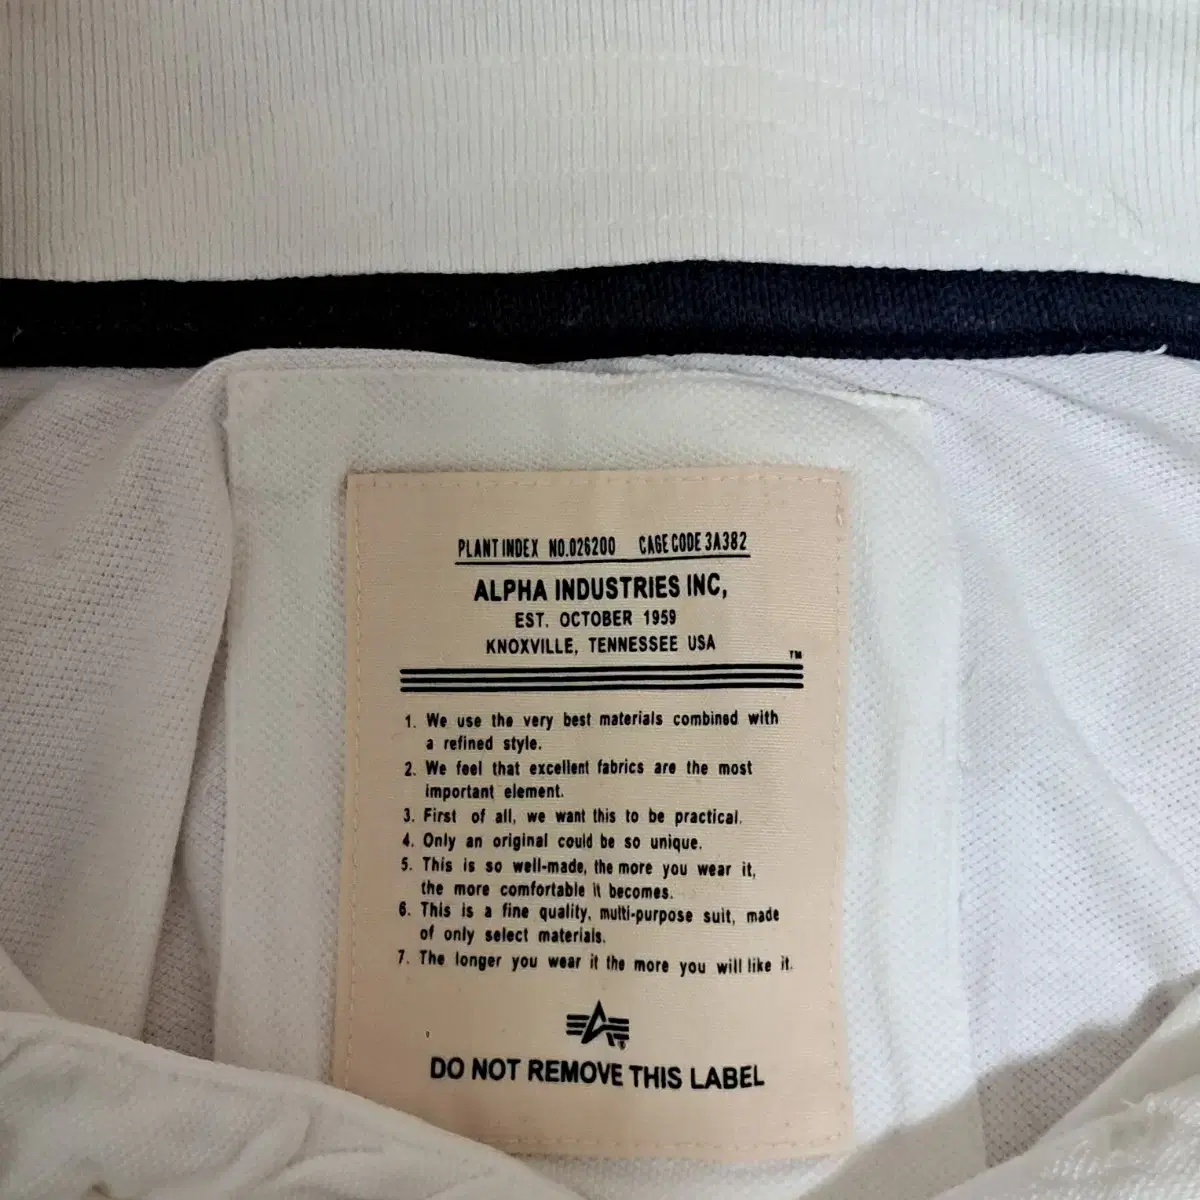 PLANT INDEX NO.026200 CAGE CODE 3A382
ALPHA INDUSTRIES INC,
EST. OCTOBER 1959
KNOXVILLE, TENNESSEE USA
TM
1. We use the very best materials combined with
a refined style.
2. We feel that excellent fabrics are the most
important element.
3. First of all, we want this to be practical.
4. Only an original could be so unique.
5. This is so well-made, the more you wear it,
the more comfortable it becomes.
6. This is a fine quality, multi-purpose suit, made
of only select materials.
7. The longer you wear it the more you will like it.
DO NOT REMOVE THIS LABEL